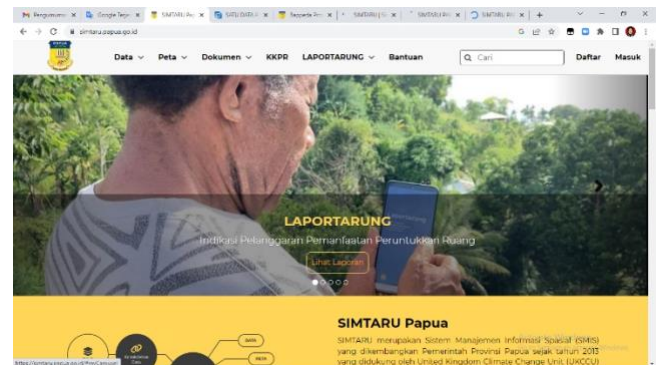 simtaru.papua.go.id
Data Peta Dokumen KKPR LAPORTARUNG Bantuan Cari Daftar Masuk
LAPORTARUNG
Indikasi Pelanggaran Pemanfaatan Peruntukkan Ruang
Lihat Laporan
SIMTARU Papua
SIMTARU merupakan Sistem Manajemen Informasi Spasial (SMIS)
yang dikembangkan Pemerintah Provinsi Papua sejak tahun 2013
yang didukung oleh United Kingdom Climate Change Unit (UKCCU)
DATA